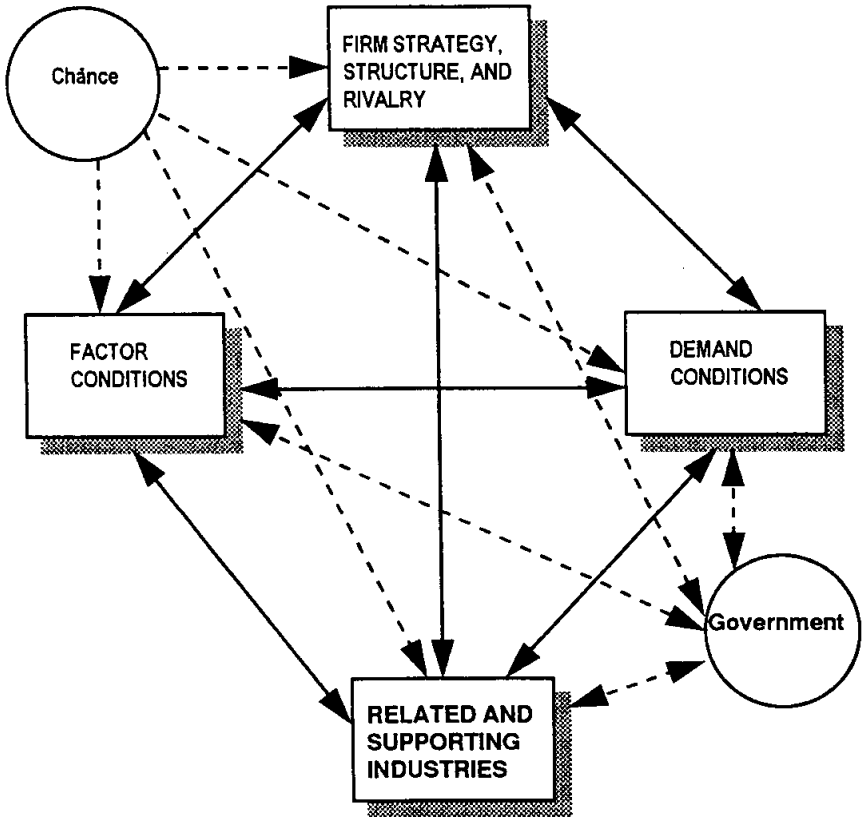 Chánce
FIRM STRATEGY,
STRUCTURE, AND
RIVALRY
FACTOR
CONDITIONS
DEMAND
CONDITIONS
Government
RELATED AND
SUPPORTING
INDUSTRIES